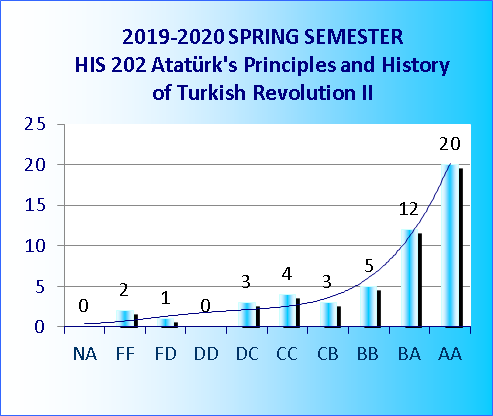 2019-2020 SPRING SEMESTER
HIS 202 Atatürk's Principles and History
of Turkish Revolution II
25
20
15
10
5
0
0 2 1 0 3 4 3 5 12 20
NA FF FD DD DC CC CB BB BA AA